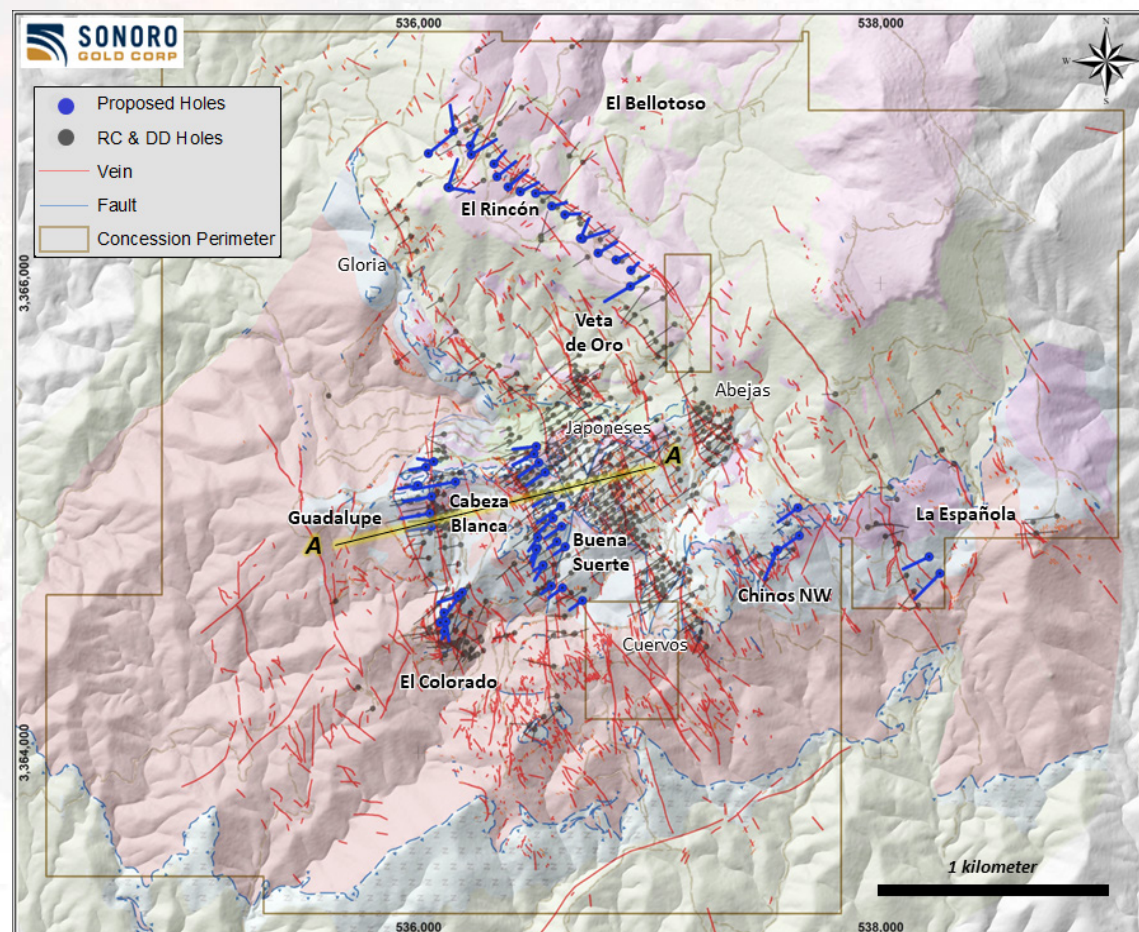 536,000
538,000
SONORO
GOLD CORP
N
W
S
Proposed Holes
RC & DD Holes
Vein
Fault
Concession Perimeter
El Bellotoso
El Rincón
Gloria
3,366,000
Veta
de Oro
Abejas
Japoneses
A
Cabeza
Blanca
Guadalupe
A
La Española
Buena
Suerte
Chinos NW
Cuervos
El Colorado
3,364,000
1 kilometer
536,000
538,000